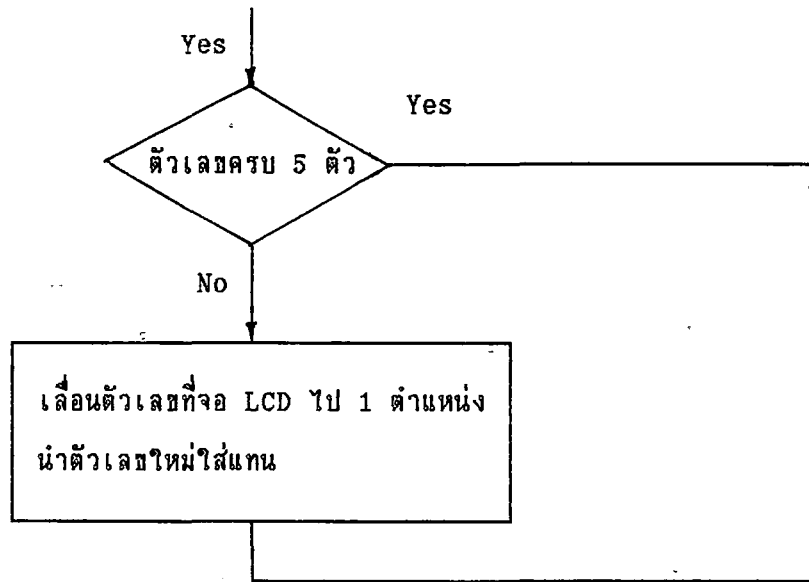 Yes
Yes
ตัวเลขครบ 5 ตัว
No
เลื่อนตัวเลขที่จอ LCD ไป 1 ตำแหน่ง
นำตัวเลขใหม่ใส่แทน